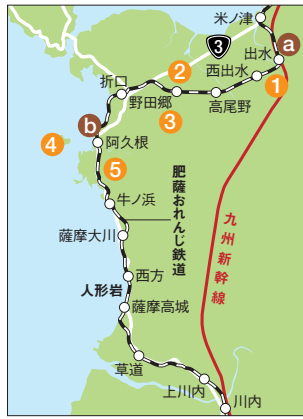 米ノ津
3
a
出水
西出水
1
2
折口
野田郷
高尾野
3
b
阿久根
4
5
牛ノ浜
肥薩おれんじ鉄道
薩摩大川
九州新幹線
西方
人形岩
薩摩高城
草道
上川内
川内